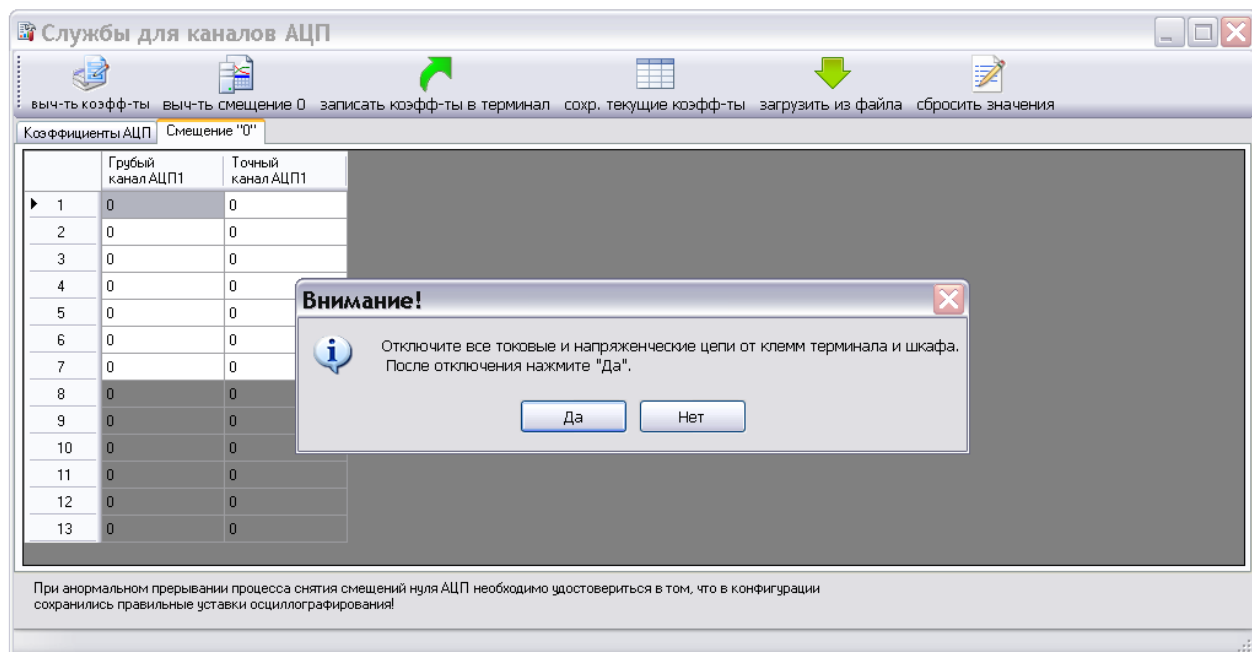 Службы для каналов АЦП
выч-ть коэфф-ты выч-ть смещение 0 записать коэфф-ты в терминал сохр. текущие коэфф-ты загрузить из файла сбросить значения
Коэффициенты АЦП Смещение "0"
Грубый канал АЦП1 Точный канал АЦП1
1 0 0
2 0 0
3 0 0
4 0 0
5 0 0
6 0 0
7 0 0
8 0 0
9 0 0
10 0 0
11 0 0
12 0 0
13 0 0
Внимание!
Отключите все токовые и напряженческие цепи от клемм терминала и шкафа.
После отключения нажмите "Да".
Да Нет
При анормальном прерывании процесса снятия смещений нуля АЦП необходимо удостовериться в том, что в конфигурации
сохранились правильные уставки осциллографирования!